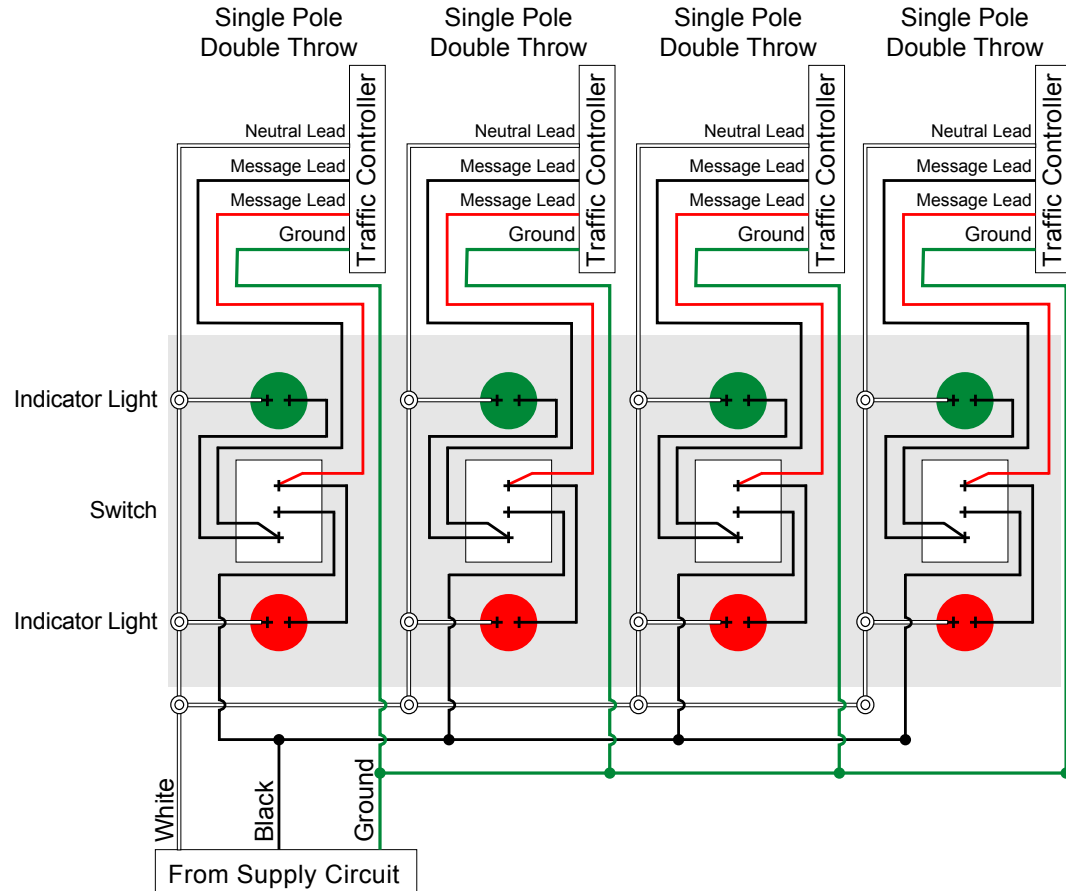 Single Pole
Double Throw
Single Pole
Double Throw
Single Pole
Double Throw
Single Pole
Double Throw
Neutral Lead
Message Lead
Message Lead
Ground
Traffic Controller
Neutral Lead
Message Lead
Message Lead
Ground
Traffic Controller
Neutral Lead
Message Lead
Message Lead
Ground
Traffic Controller
Neutral Lead
Message Lead
Message Lead
Ground
Traffic Controller
Indicator Light
Switch
Indicator Light
White
Black
Ground
From Supply Circuit